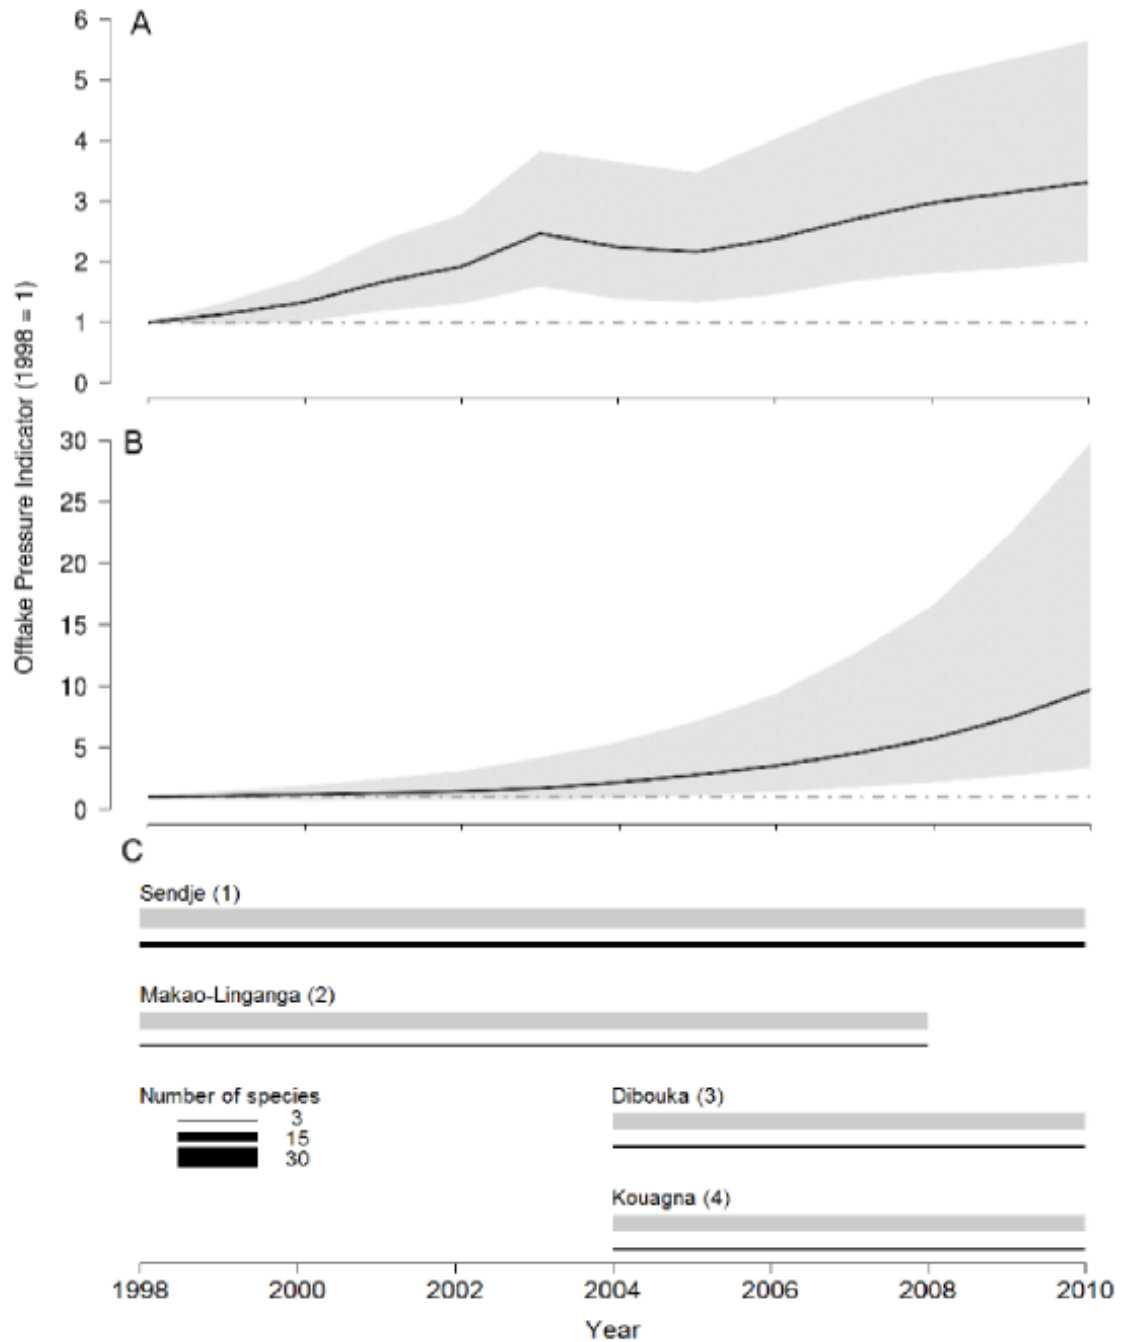 Offtake Pressure Indicator (1998 = 1)
A
6
5
4
3
2
1
0
B
30
25
20
15
10
5
0
C
Sendje (1)
Makao-Linganga (2)
Number of species
3
15
30
Dibouka (3)
Kouagna (4)
1998 2000 2002 2004 2006 2008 2010
Year